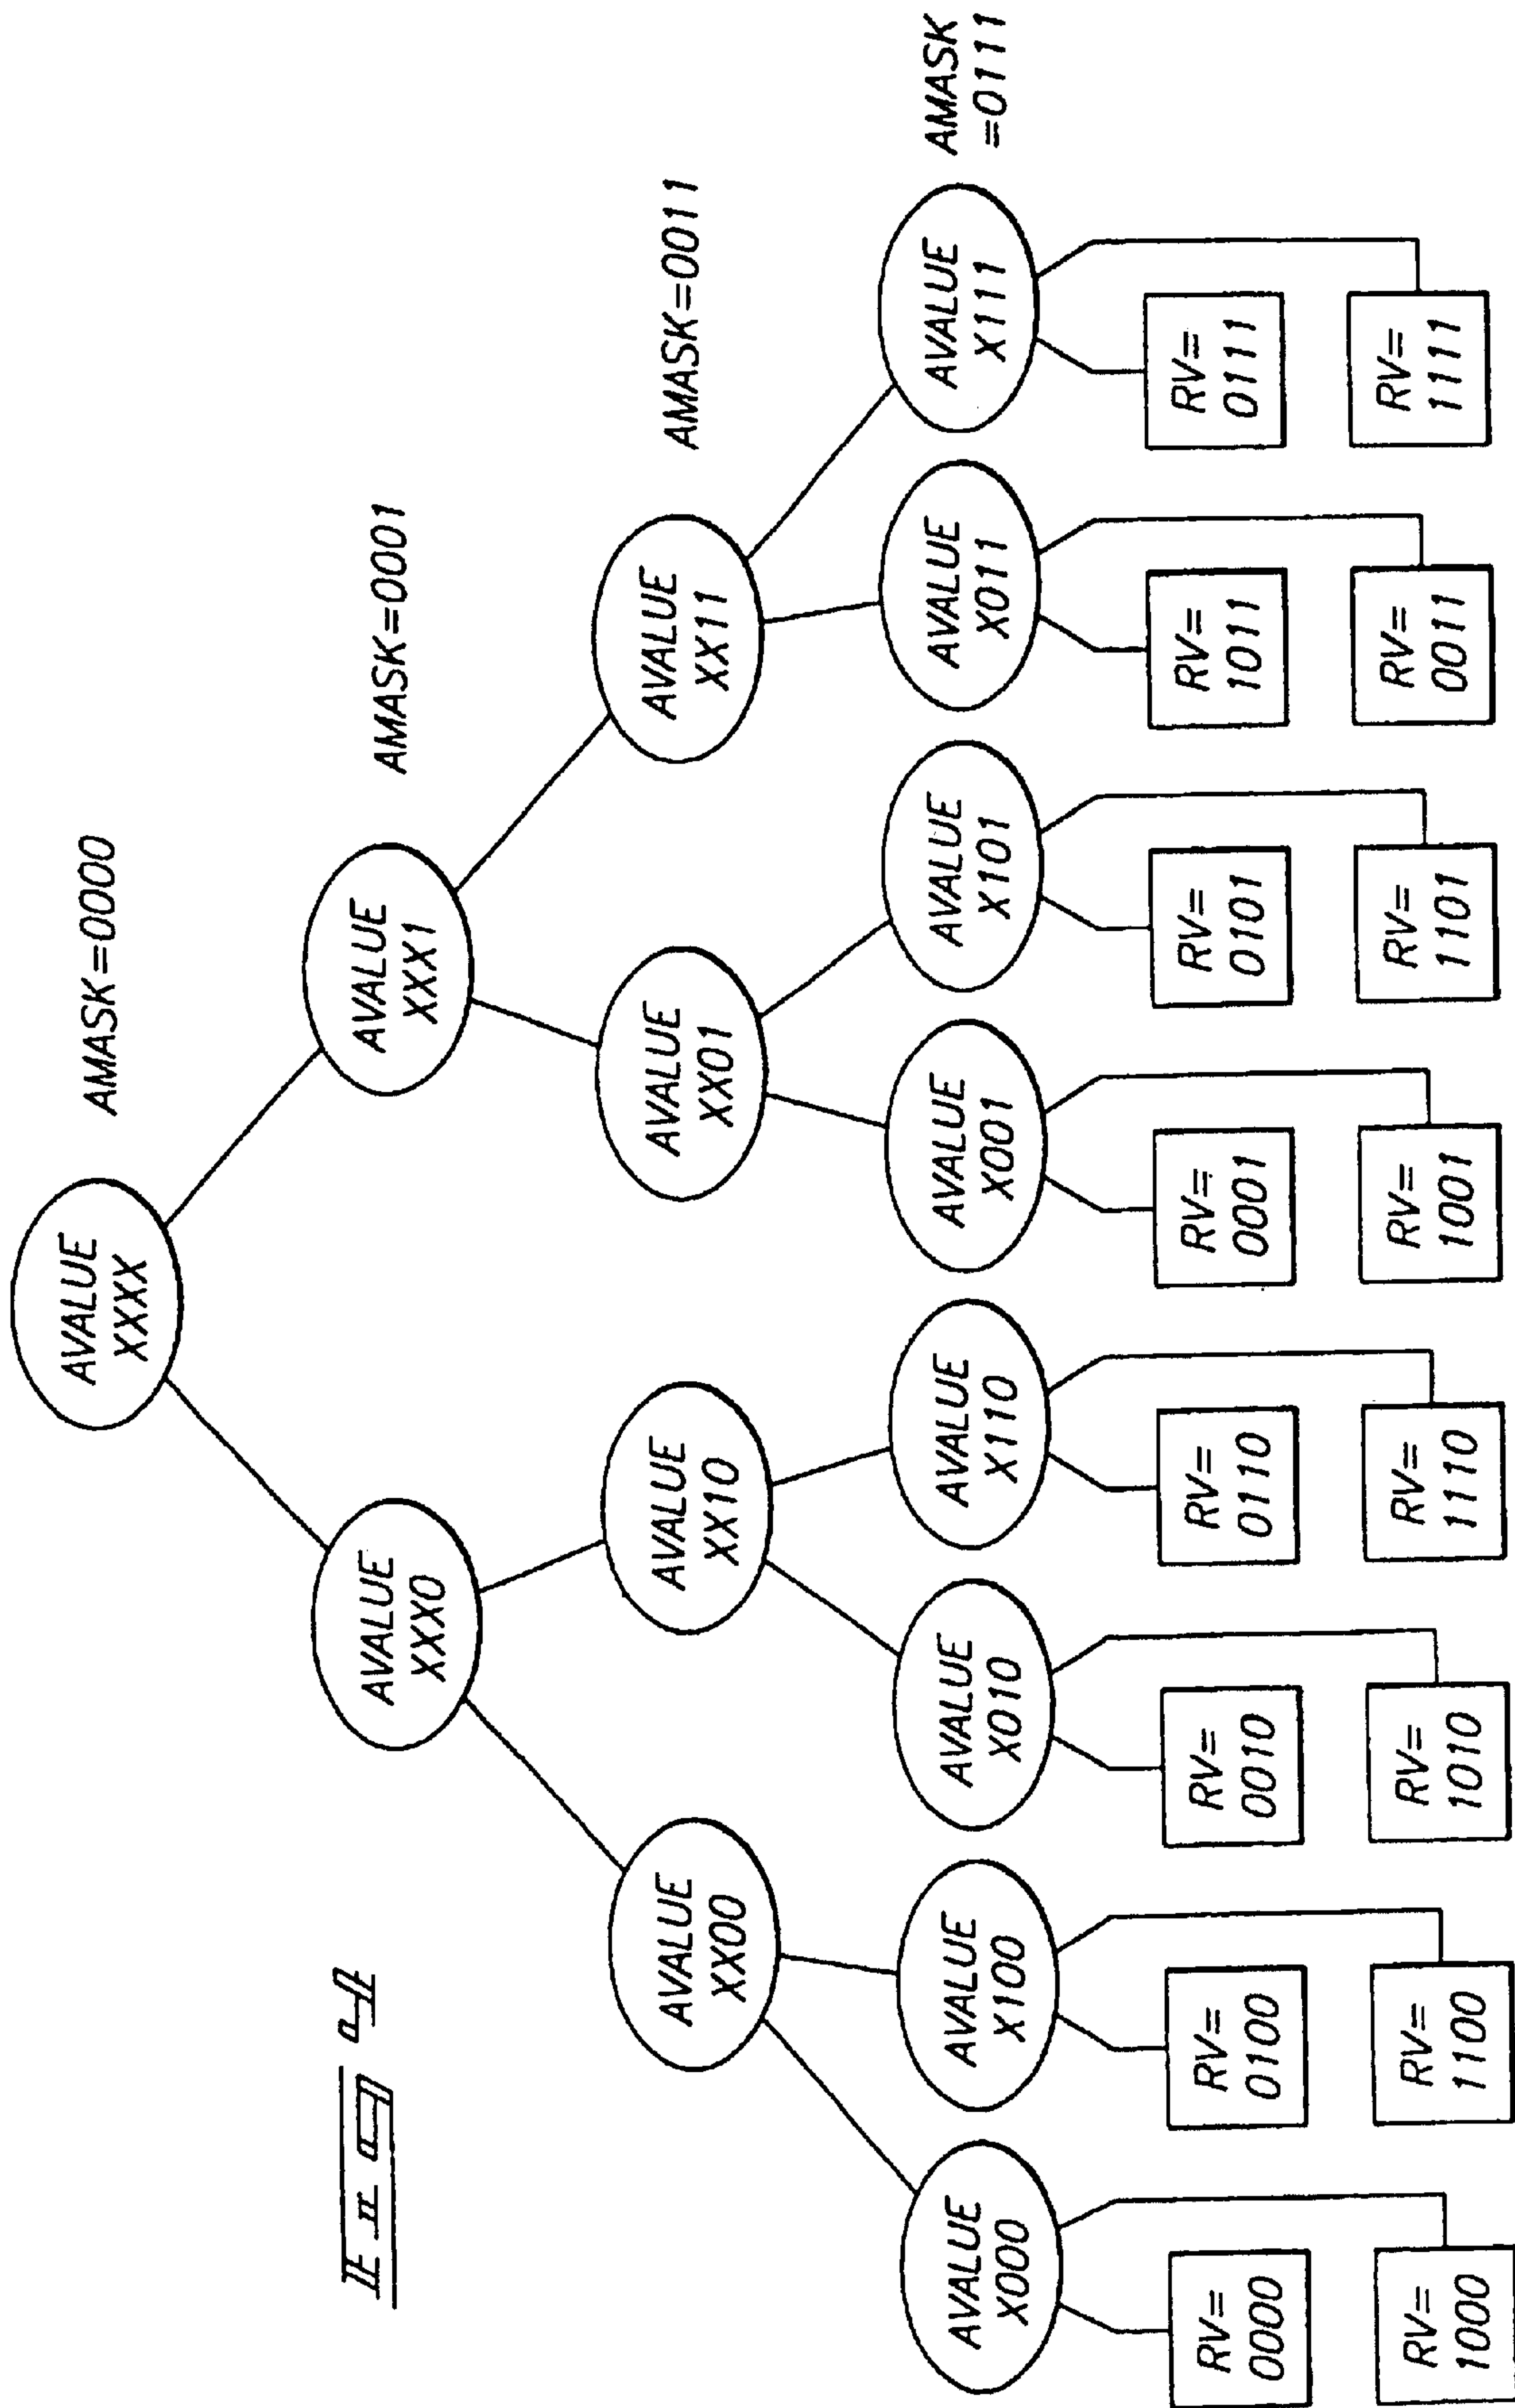 AVALUE
XXXX
AMASK=0000
AVALUE
XXX0
AVALUE
XXX1
AMASK=0001
AVALUE
XX00
AVALUE
XX10
AVALUE
XX01
AVALUE
XX11
AMASK=0011
AVALUE
X000
AVALUE
X100
AVALUE
X010
AVALUE
X110
AVALUE
X001
AVALUE
X101
AVALUE
X011
AVALUE
X111
AMASK
=0111
RV=
0000
RV=
0100
RV=
0010
RV=
0110
RV=
0001
RV=
0101
RV=
1011
RV=
0111
RV=
1000
RV=
1100
RV=
1010
RV=
1110
RV=
1001
RV=
1101
RV=
0011
RV=
1111
Fig 4